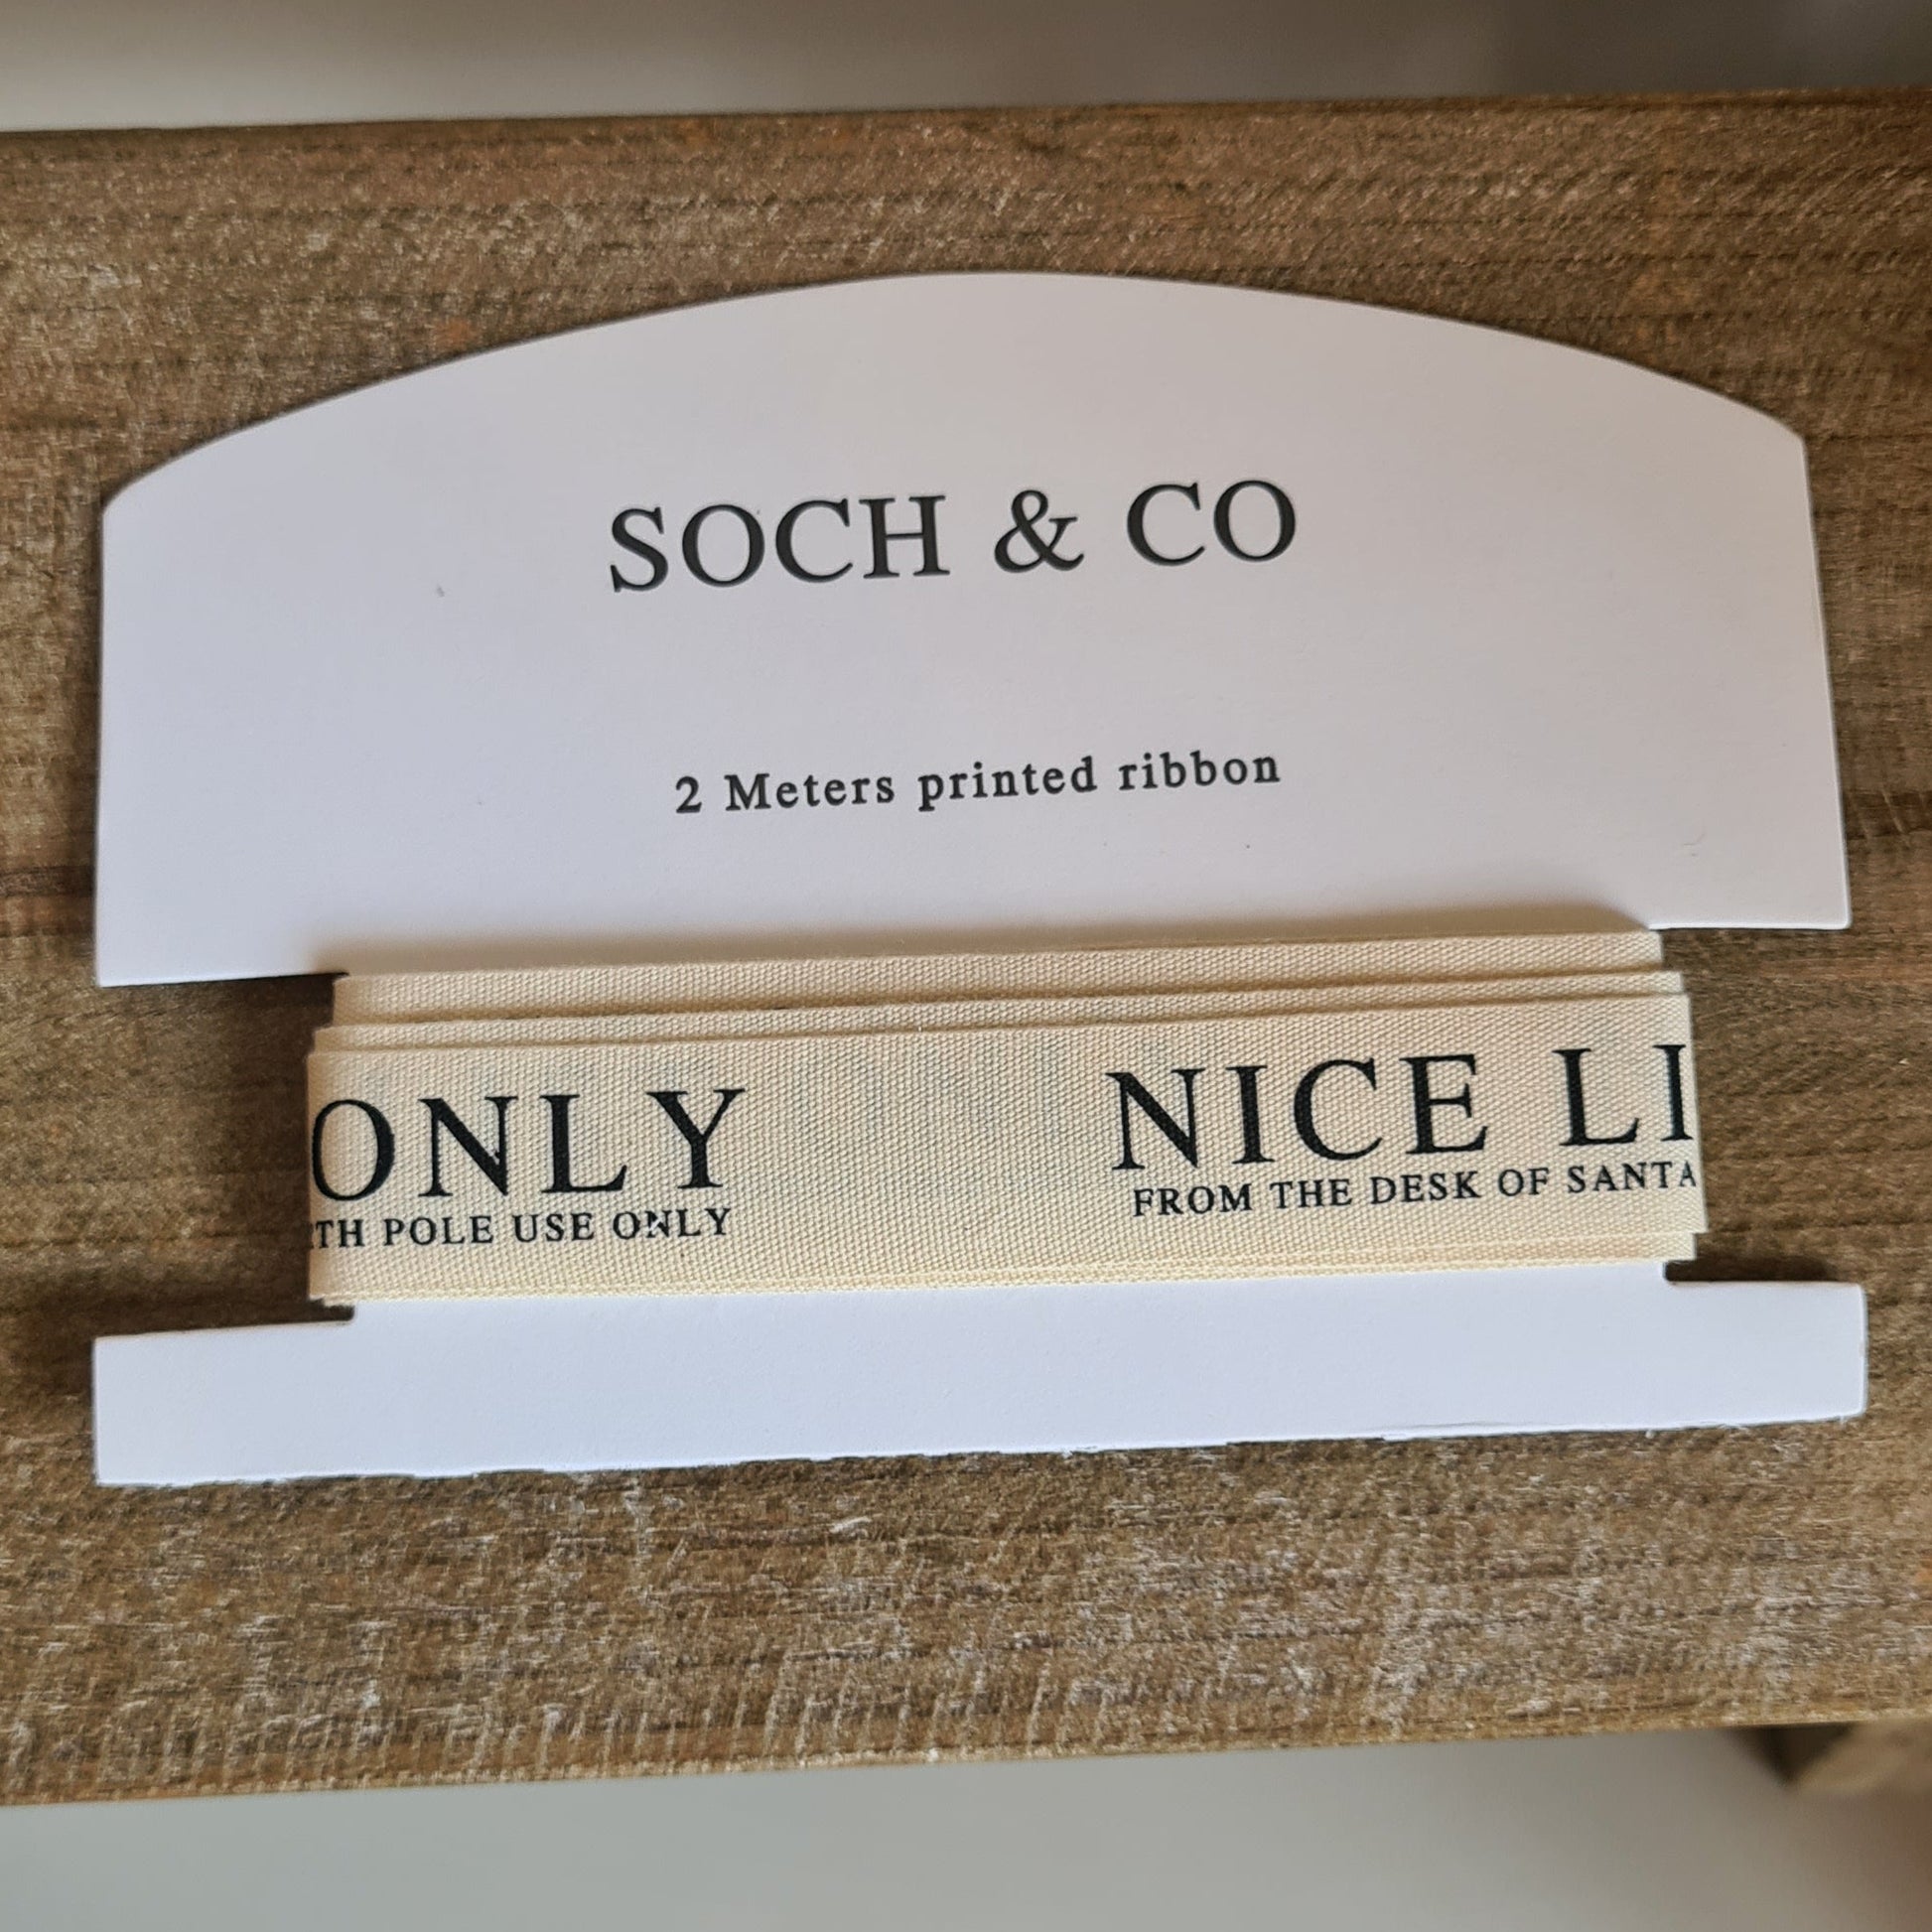 SOCH & CO
2 Meters printed ribbon
ONLY NICE LI
TH POLE USE ONLY FROM THE DESK OF SANTA